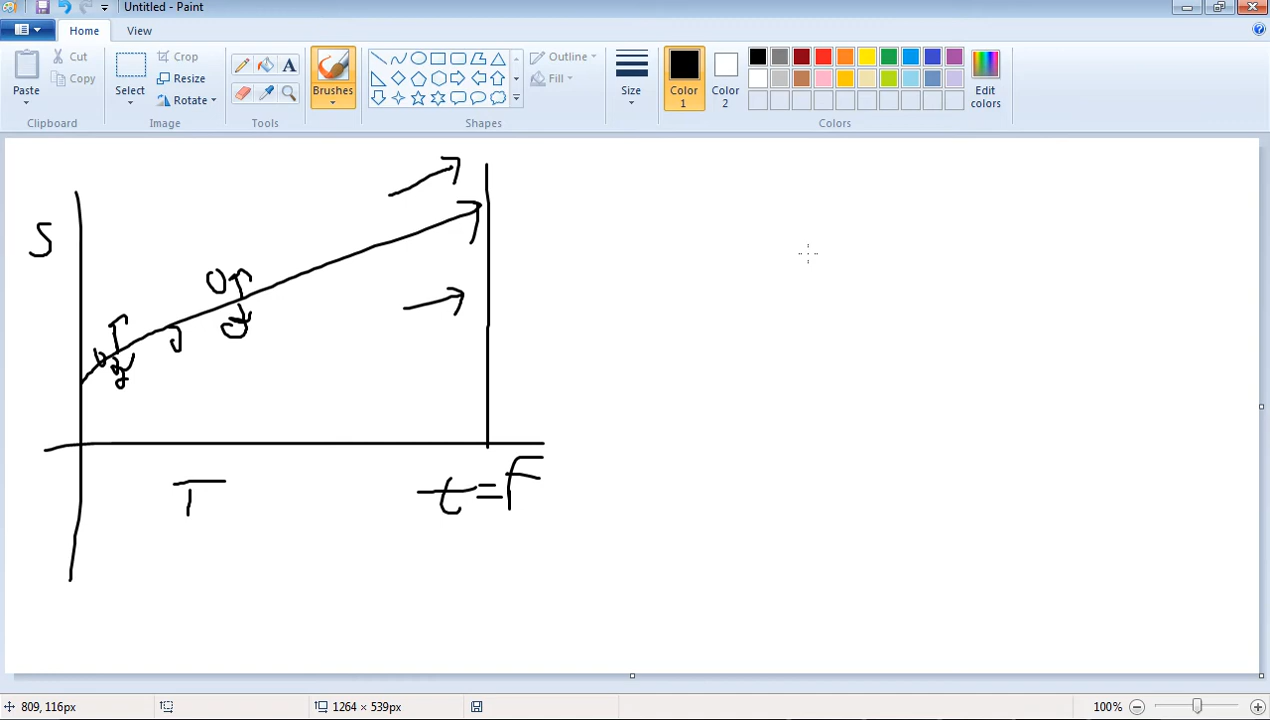 Untitled - Paint
Home
View
Paste
Cut
Copy
Clipboard
Select
Crop
Resize
Rotate
Image
Tools
Brushes
Shapes
Outline
Fill
Size
Color 1
Color 2
Edit colors
Colors
S
T
t=F
809, 116px
1264 × 539px
100%